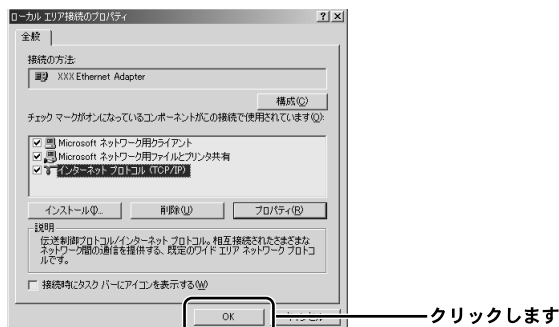 ローカル エリア接続のプロパティ
全般
接続の方法:
XXX Ethernet Adapter
構成(C)
チェック マークがオンになっているコンポーネントがこの接続で使用されています(O):
Microsoft ネットワーク用クライアント
Microsoft ネットワーク用ファイルとプリンタ共有
インターネット プロトコル (TCP/IP)
インストール(I)...
削除(U)
プロパティ(R)
説明
伝送制御プロトコル/インターネット プロトコル。相互接続されたさまざまな
ネットワーク間の通信を提供する、既定のワイド エリア ネットワーク プロトコ
ルです。
接続時にタスク バーにアイコンを表示する(W)
OK
クリックします